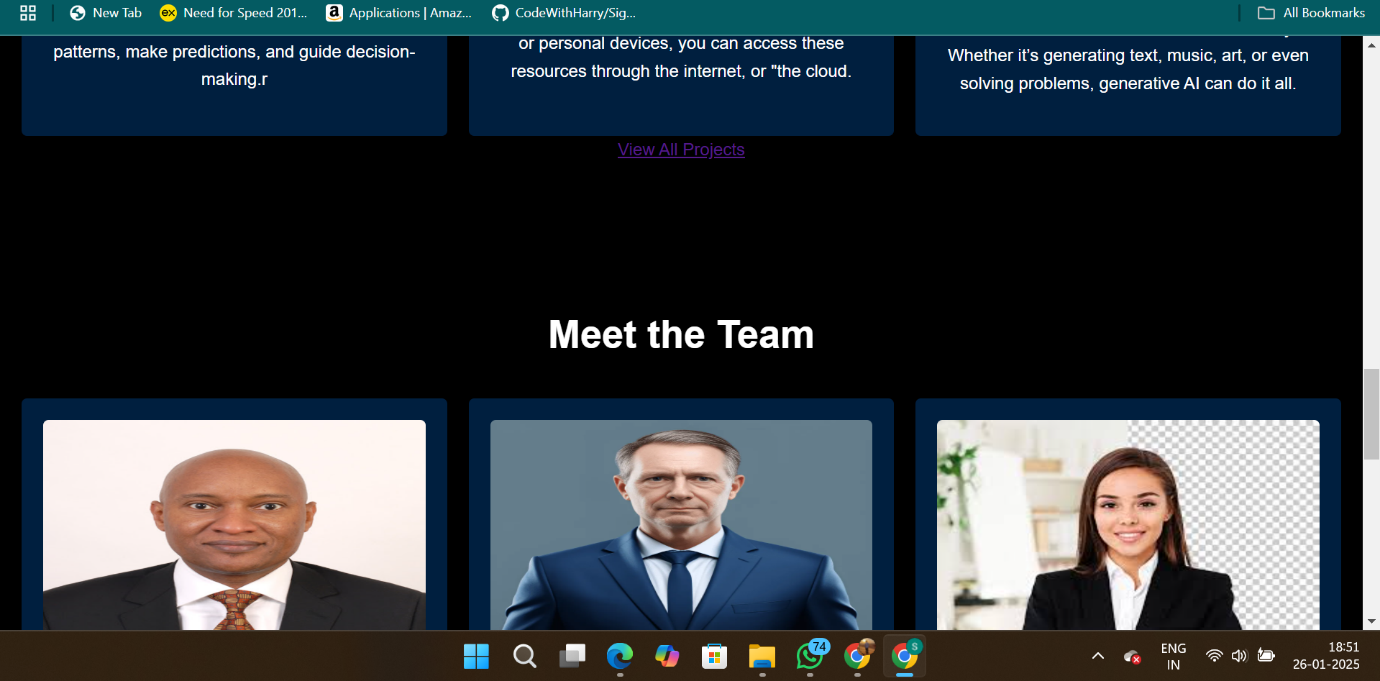 New Tab
Need for Speed 201...
Applications | Amaz...
CodeWithHarry/Sig...
All Bookmarks
patterns, make predictions, and guide decision-
making.r
or personal devices, you can access these
resources through the internet, or "the cloud.
Whether it's generating text, music, art, or even
solving problems, generative AI can do it all.
View All Projects
Meet the Team
74
S
ENG
IN
18:51
26-01-2025